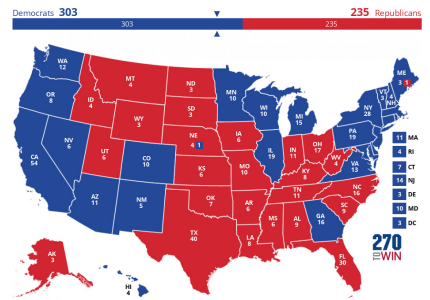 Democrats 303
235 Republicans
303
235
WA
12
OR
8
CA
54
NV
6
ID
4
MT
4
WY
3
UT
6
AZ
11
CO
10
NM
5
ND
3
SD
3
NE
4 1
KS
6
OK
7
TX
40
MN
10
IA
6
MO
10
AR
6
LA
8
WI
10
IL
19
MI
15
IN
11
OH
17
KY
8
TN
11
MS
6
AL
9
GA
16
FL
30
SC
9
NC
16
VA
13
WV
4
PA
19
NY
28
VT
3
NH
4
ME
3 1
11 MA
4 RI
7 CT
14 NJ
3 DE
10 MD
3 DC
AK
3
HI
4
270
TO WIN